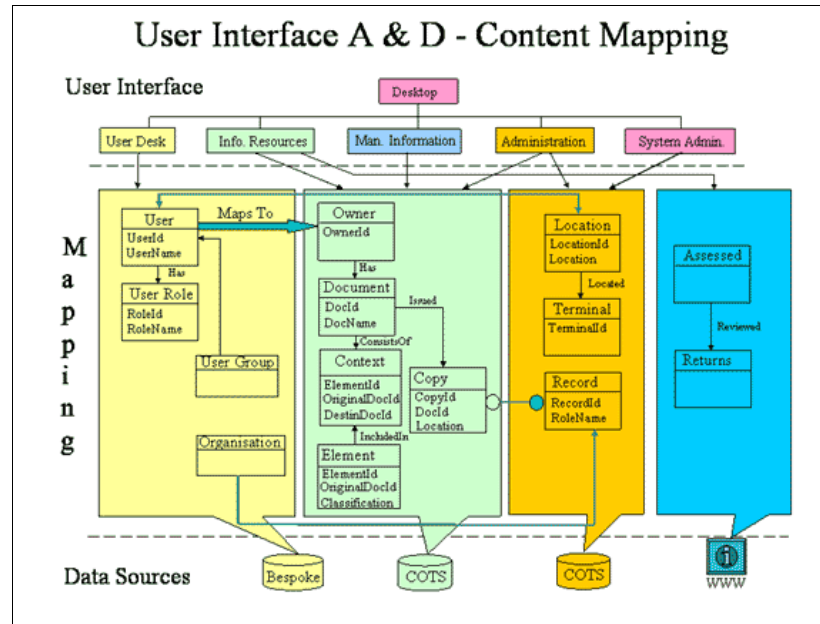 User Interface A & D - Content Mapping
User Interface
Desktop
User Desk
Info. Resources
Man. Information
Administration
System Admin.
Mapping
User
UserId
UserName
Maps To
Has
User Role
RoleId
RoleName
User Group
Organisation
Owner
OwnerId
Has
Document
DocId
DocName
Issued
ConsistsOf
Context
ElementId
OriginalDocId
DestinDocId
IncludedIn
Element
ElementId
OriginalDocId
Classification
Copy
CopyId
DocId
Location
Location
LocationId
Location
Located
Terminal
TerminalId
Record
RecordId
RoleName
Assessed
Reviewed
Returns
Data Sources
Bespoke
COTS
COTS
i
WWW